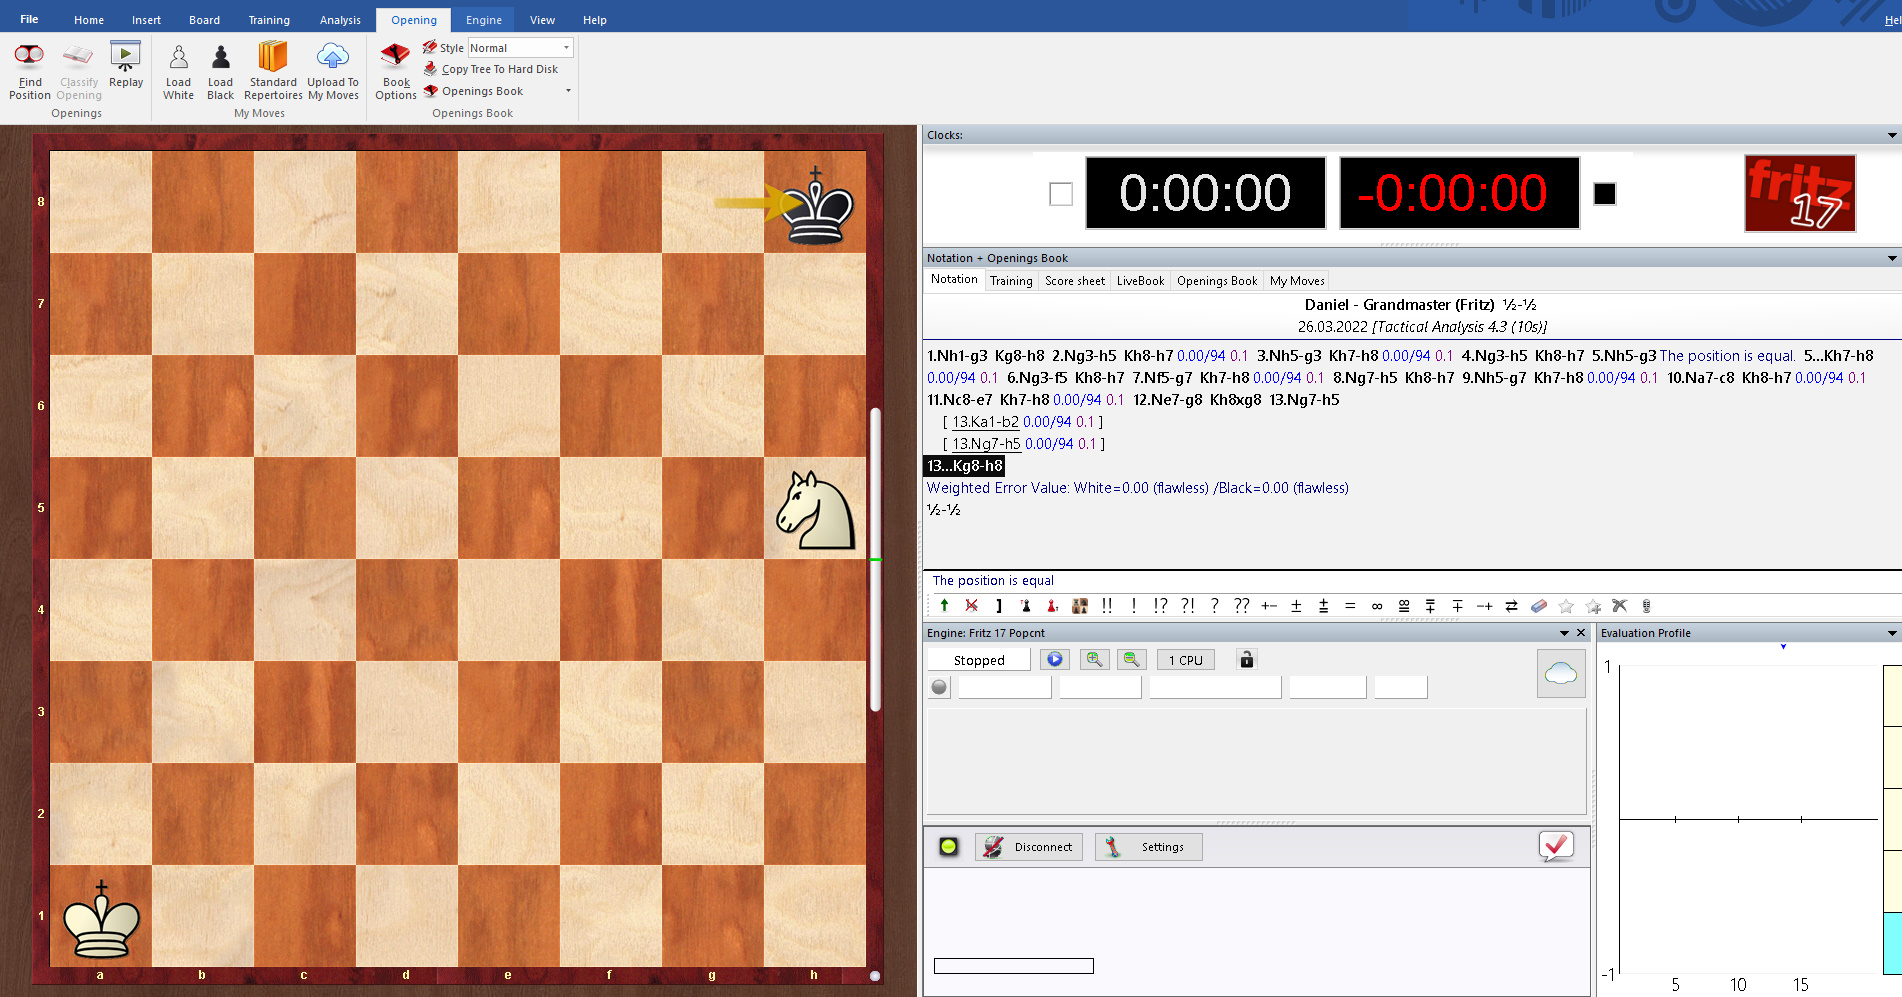 File Home Insert Board Training Analysis Opening Engine View Help Hel
Find Position
Classify Opening
Replay
Openings
Load White
Load Black
Standard Repertoires
Upload To My Moves
My Moves
Book Options
Style Normal
Copy Tree To Hard Disk
Openings Book
Openings Book
8
7
6
5
4
3
2
1
a b c d e f g h
Clocks:
0:00:00 -0:00:00
fritz 17
Notation + Openings Book
Notation Training Score sheet LiveBook Openings Book My Moves
Daniel - Grandmaster (Fritz) ½-½
26.03.2022 [Tactical Analysis 4.3 (10s)]
1.Nh1-g3 Kg8-h8 2.Ng3-h5 Kh8-h7 0.00/94 0.1 3.Nh5-g3 Kh7-h8 0.00/94 0.1 4.Ng3-h5 Kh8-h7 5.Nh5-g3 The position is equal. 5...Kh7-h8
0.00/94 0.1 6.Ng3-f5 Kh8-h7 7.Nf5-g7 Kh7-h8 0.00/94 0.1 8.Ng7-h5 Kh8-h7 9.Nh5-g7 Kh7-h8 0.00/94 0.1 10.Na7-c8 Kh8-h7 0.00/94 0.1
11.Nc8-e7 Kh7-h8 0.00/94 0.1 12.Ne7-g8 Kh8xg8 13.Ng7-h5
[ 13.Ka1-b2 0.00/94 0.1 ]
[ 13.Ng7-h5 0.00/94 0.1 ]
13...Kg8-h8
Weighted Error Value: White=0.00 (flawless) /Black=0.00 (flawless)
½-½
The position is equal
] !! ! !? ?! ? ?? +− ± ⩲ = ∞ ≅ ⩱ ∓ −+ ⇄
Engine: Fritz 17 Popcnt
Stopped 1 CPU
Disconnect Settings
Evaluation Profile
1
-1
5 10 15